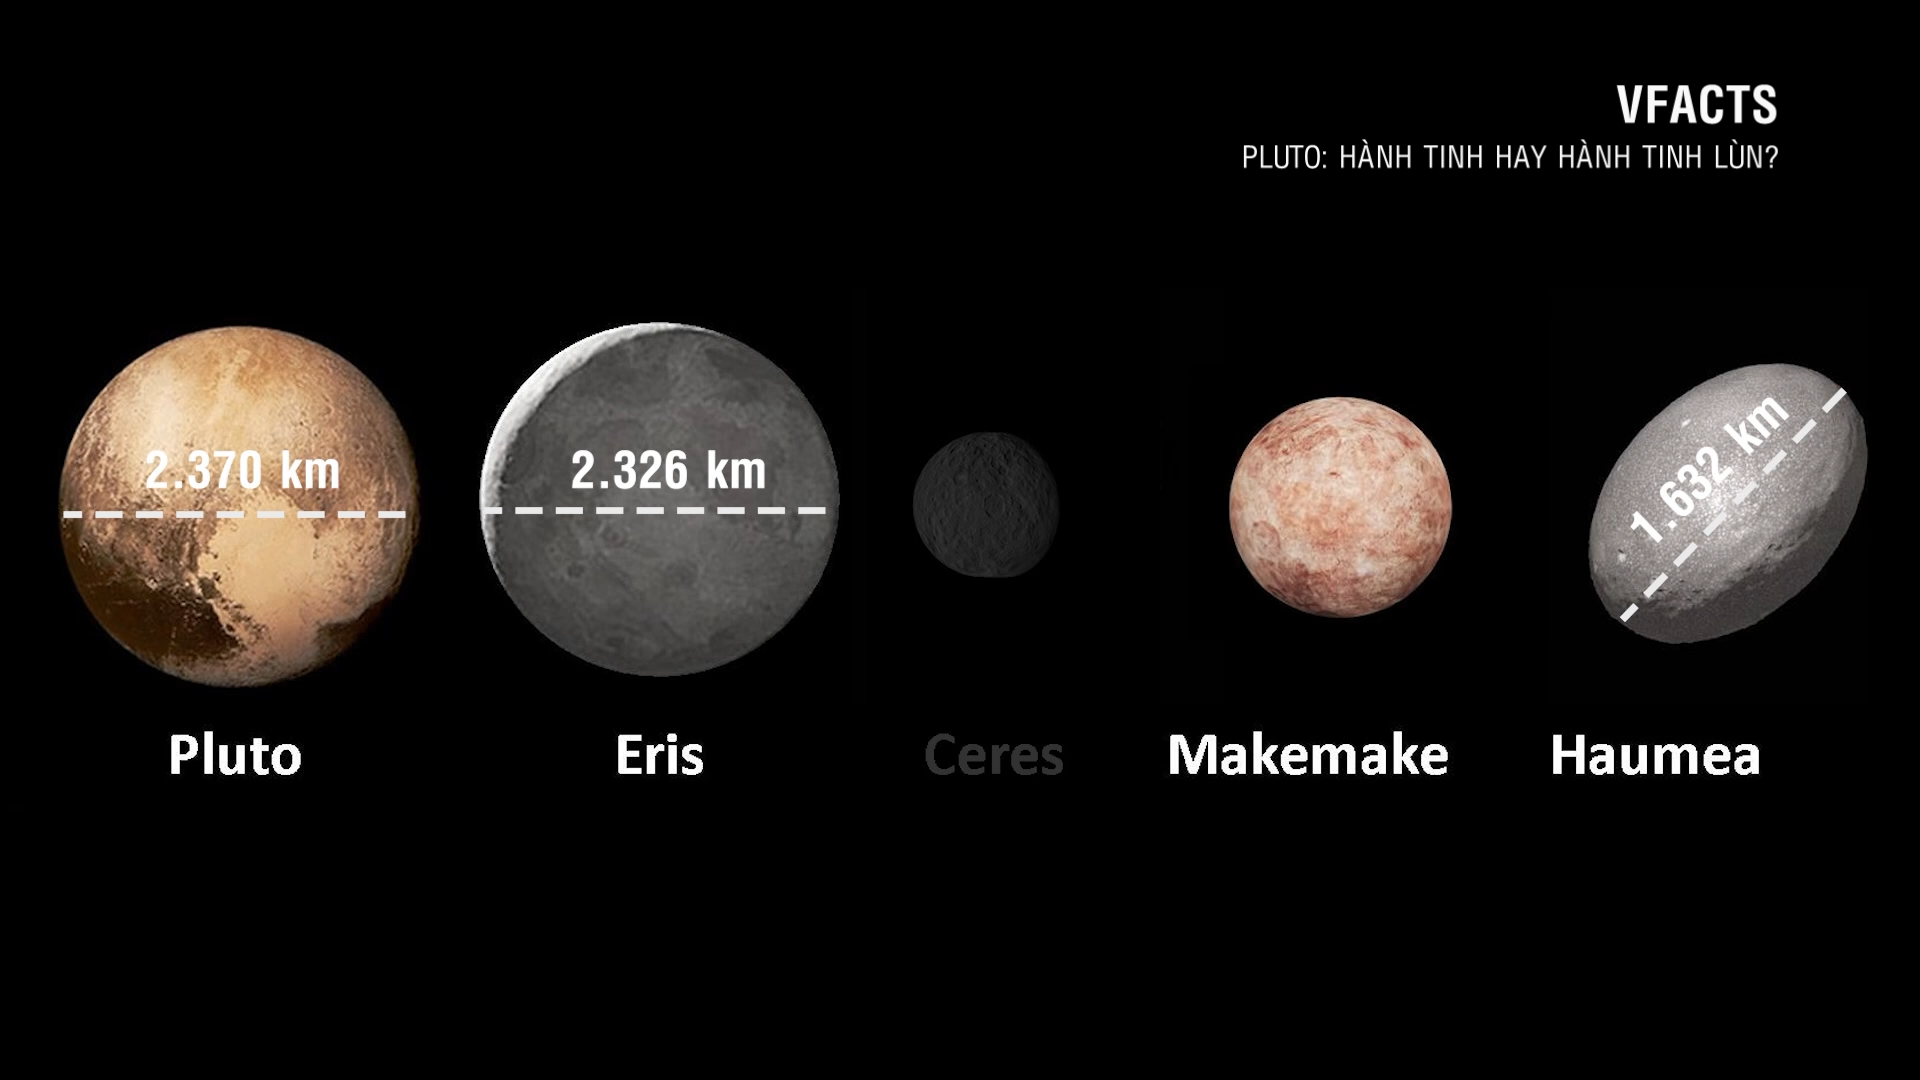 VFACTS
PLUTO: HÀNH TINH HAY HÀNH TINH LÙN?
2.370 km
2.326 km
1.632 km
Pluto
Eris
Ceres
Makemake
Haumea